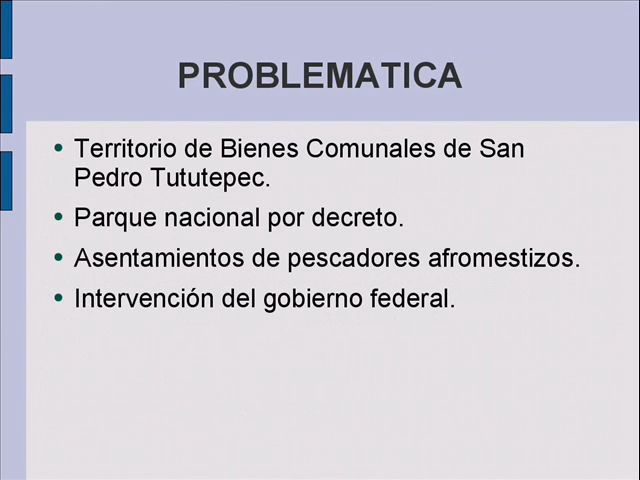 PROBLEMATICA
• Territorio de Bienes Comunales de San
Pedro Tututepec.
• Parque nacional por decreto.
• Asentamientos de pescadores afromestizos.
• Intervención del gobierno federal.